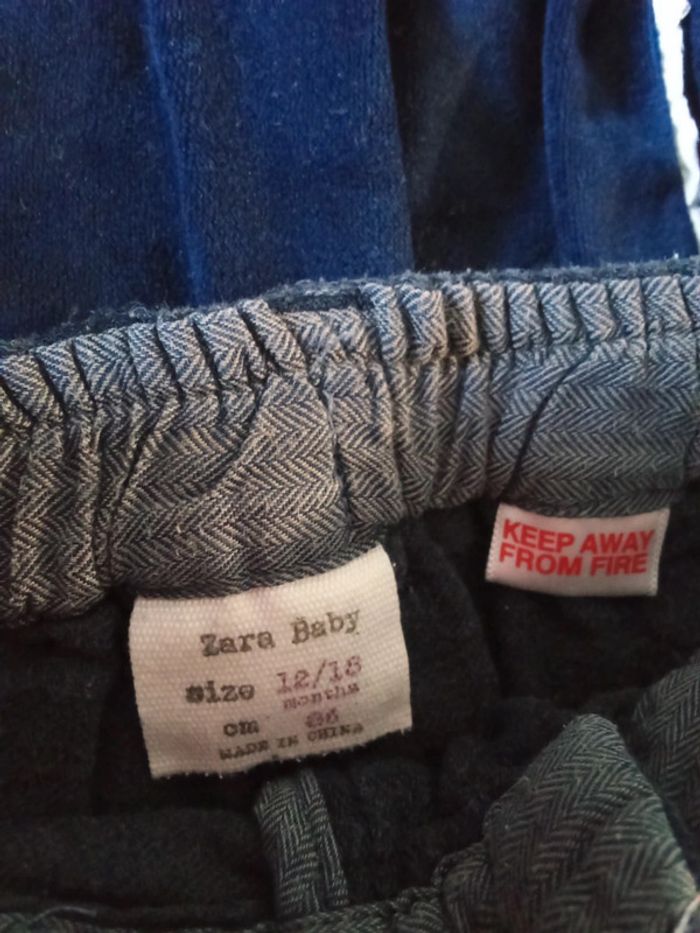 Zara Baby
size 12/18
months
cm 86
MADE IN CHINA
KEEP AWAY
FROM FIRE